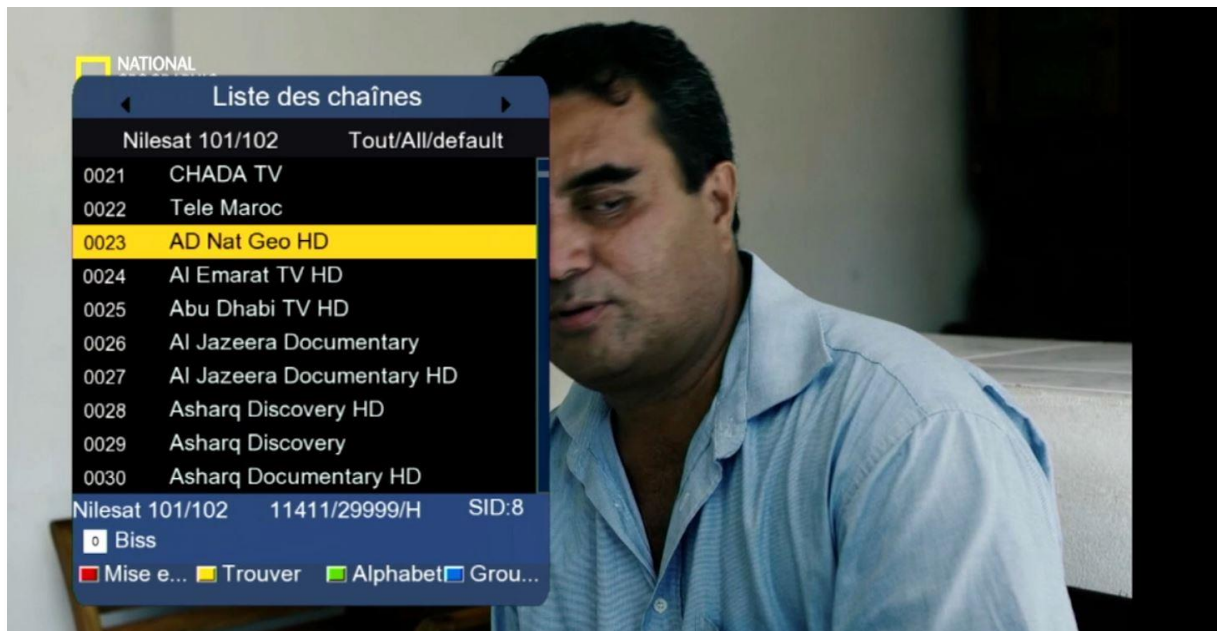 NATIONAL
Liste des chaînes
Nilesat 101/102 Tout/All/default
0021 CHADA TV
0022 Tele Maroc
0023 AD Nat Geo HD
0024 Al Emarat TV HD
0025 Abu Dhabi TV HD
0026 Al Jazeera Documentary
0027 Al Jazeera Documentary HD
0028 Asharq Discovery HD
0029 Asharq Discovery
0030 Asharq Documentary HD
Nilesat 101/102 11411/29999/H SID:8
0 Biss
Mise e... Trouver Alphabet Grou...